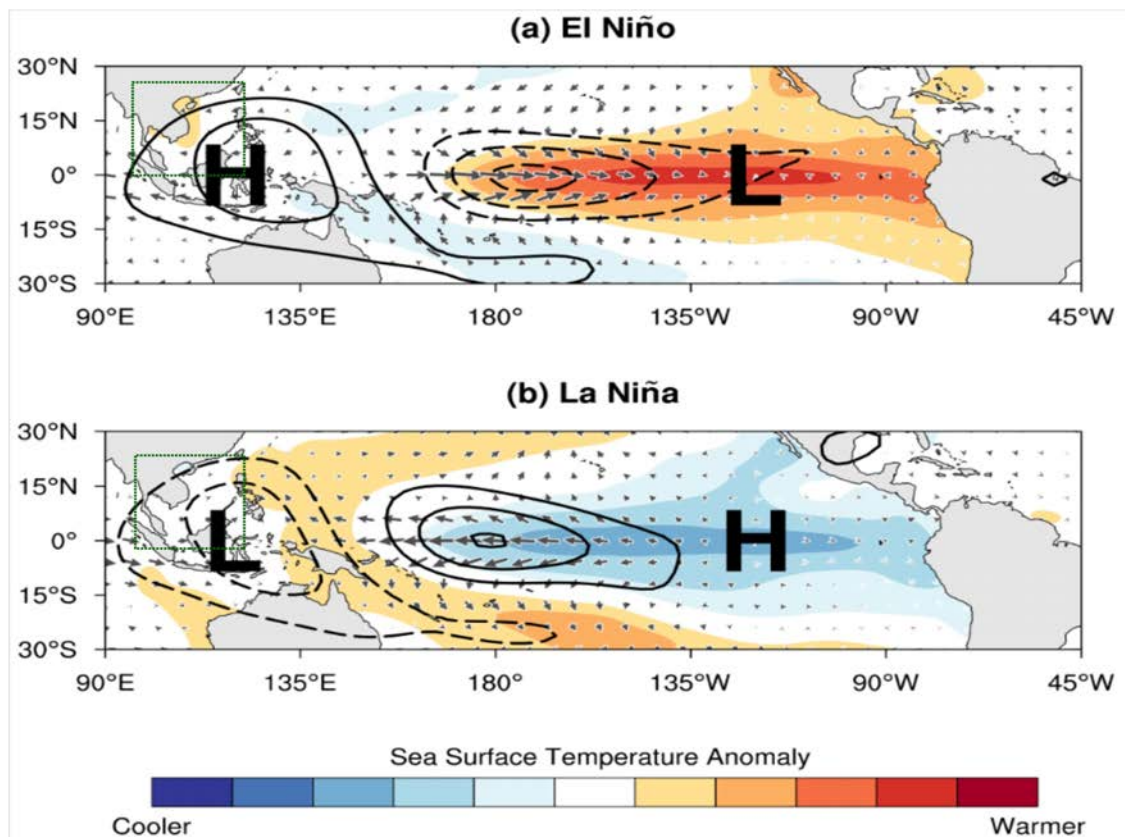 (a) El Niño
30°N
15°N
0°
15°S
30°S
H
L
90°E 135°E 180° 135°W 90°W 45°W
(b) La Niña
30°N
15°N
0°
15°S
30°S
L
H
90°E 135°E 180° 135°W 90°W 45°W
Sea Surface Temperature Anomaly
Cooler Warmer